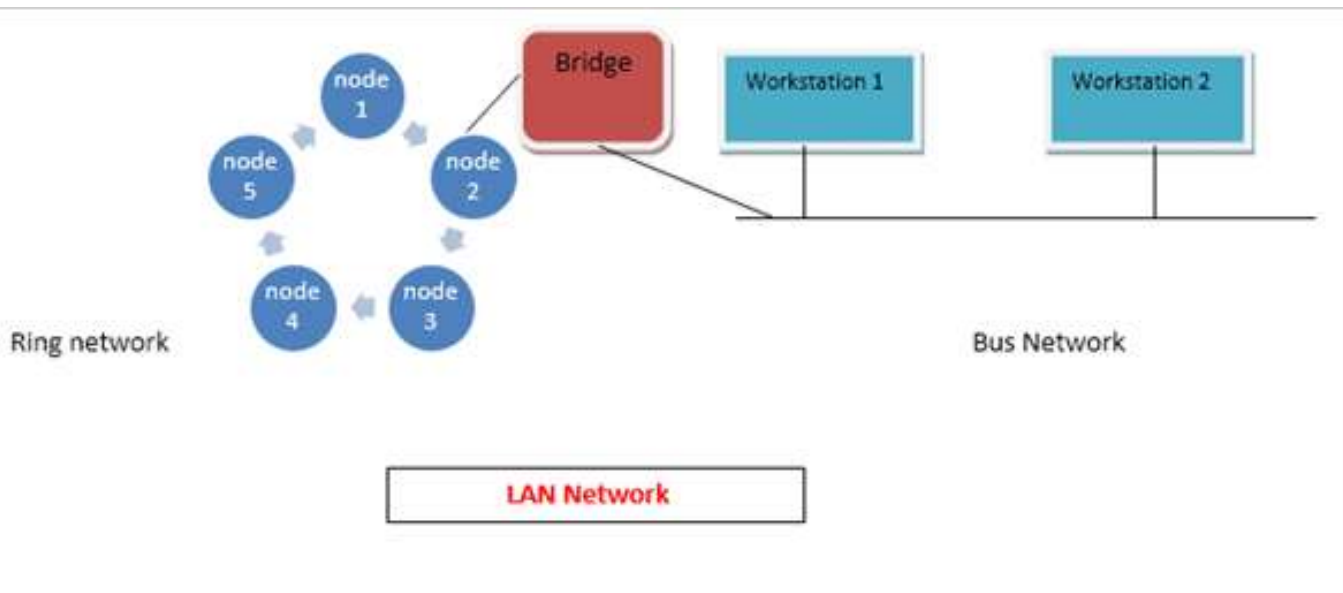 node
1
Bridge
Workstation 1
Workstation 2
node
5
node
2
node
4
node
3
Ring network
Bus Network
LAN Network